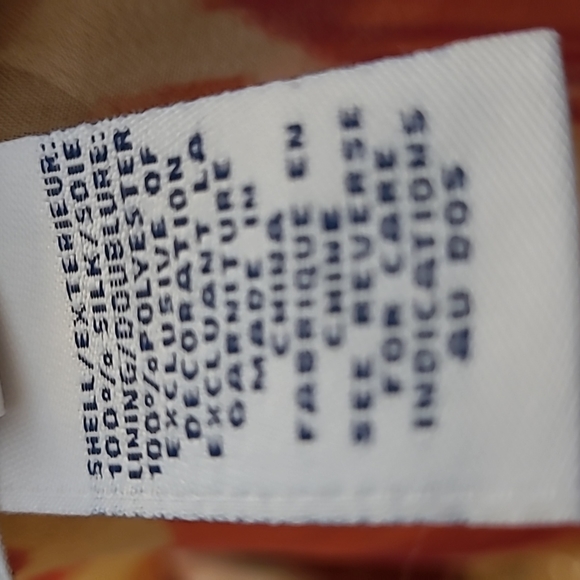 SHELL/EXTERIEUR:
100% SILK/SOIE
LINING/DOUBLURE:
100%POLYESTER
EXCLUSIVE OF
DECORATION
EXCLUANT LA
GARNITURE
MADE IN
CHINA
FABRIQUE EN
CHINE
SEE REVERSE
FOR CARE
INDICATIONS
AU DOS